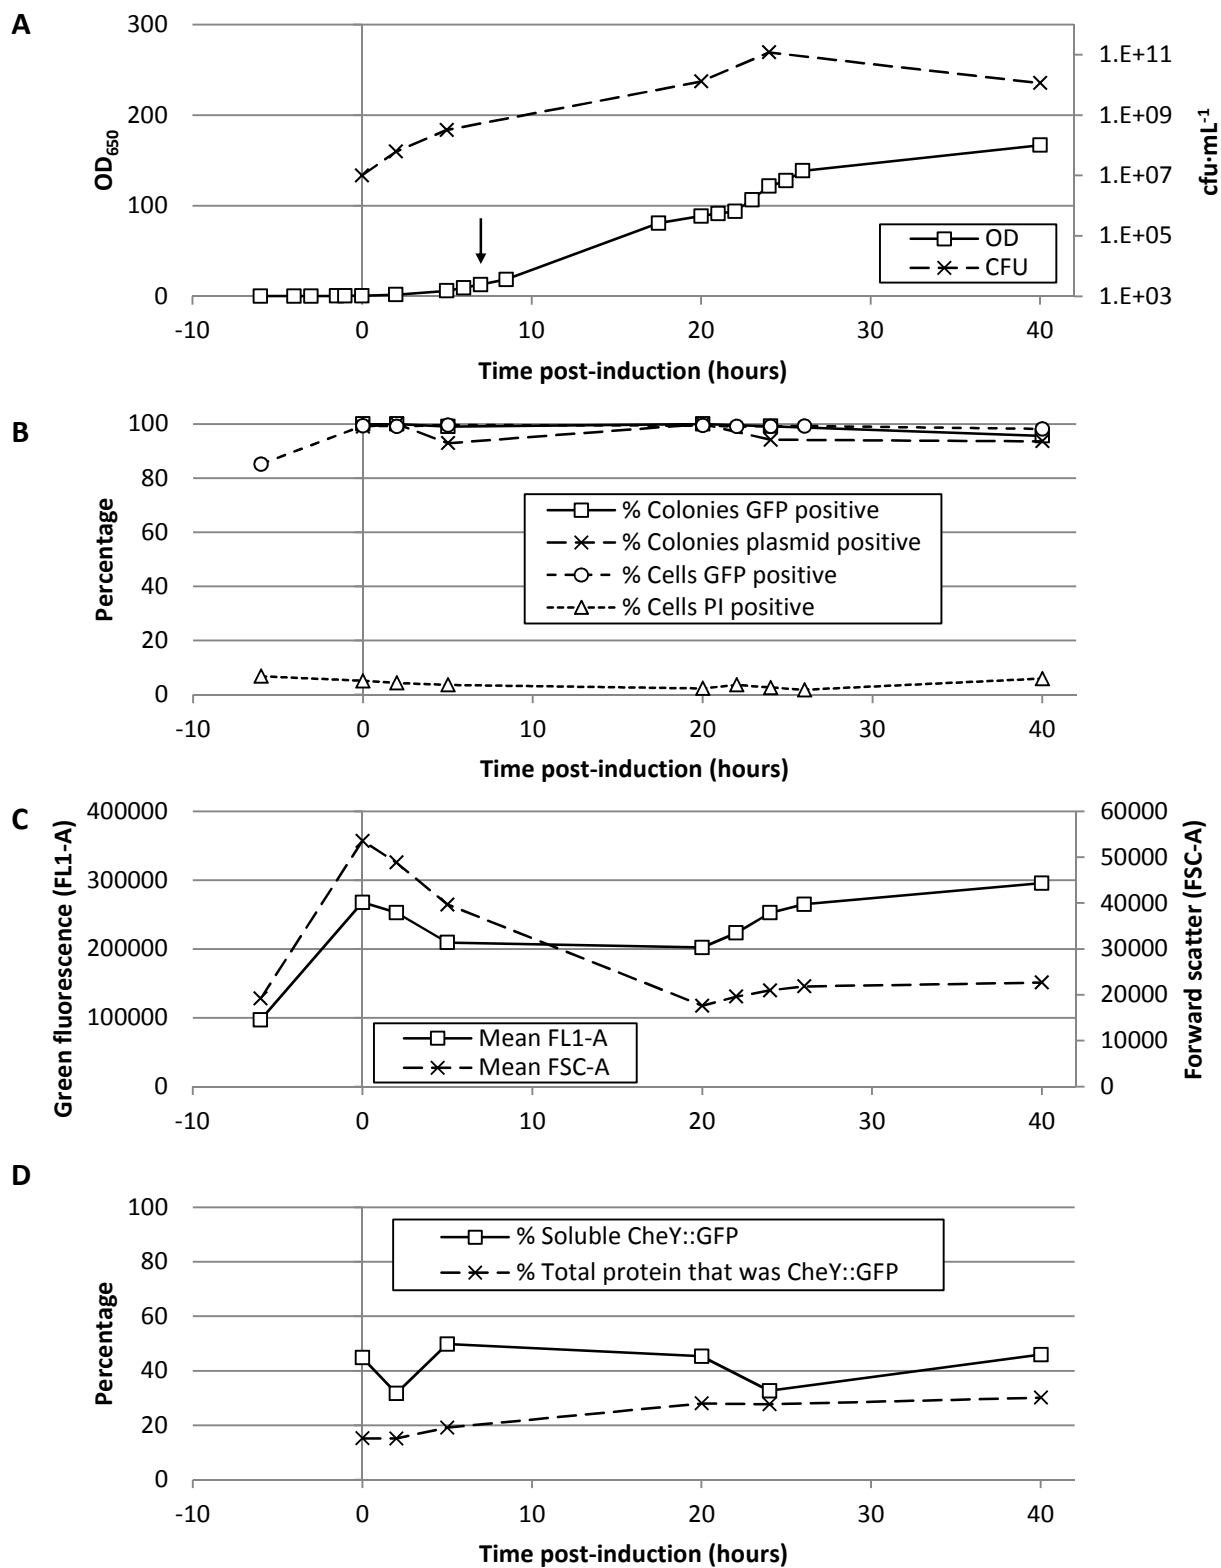 A
300
200
100
0
OD650
1.E+11
1.E+09
1.E+07
1.E+05
1.E+03
cfu·mL-1
OD
CFU
-10 0 10 20 30 40
Time post-induction (hours)
B
100
80
60
40
20
0
Percentage
% Colonies GFP positive
% Colonies plasmid positive
% Cells GFP positive
% Cells PI positive
-10 0 10 20 30 40
Time post-induction (hours)
C
400000
300000
200000
100000
0
Green fluorescence (FL1-A)
60000
50000
40000
30000
20000
10000
0
Forward scatter (FSC-A)
Mean FL1-A
Mean FSC-A
-10 0 10 20 30 40
D
100
80
60
40
20
0
Percentage
% Soluble CheY::GFP
% Total protein that was CheY::GFP
-10 0 10 20 30 40
Time post-induction (hours)